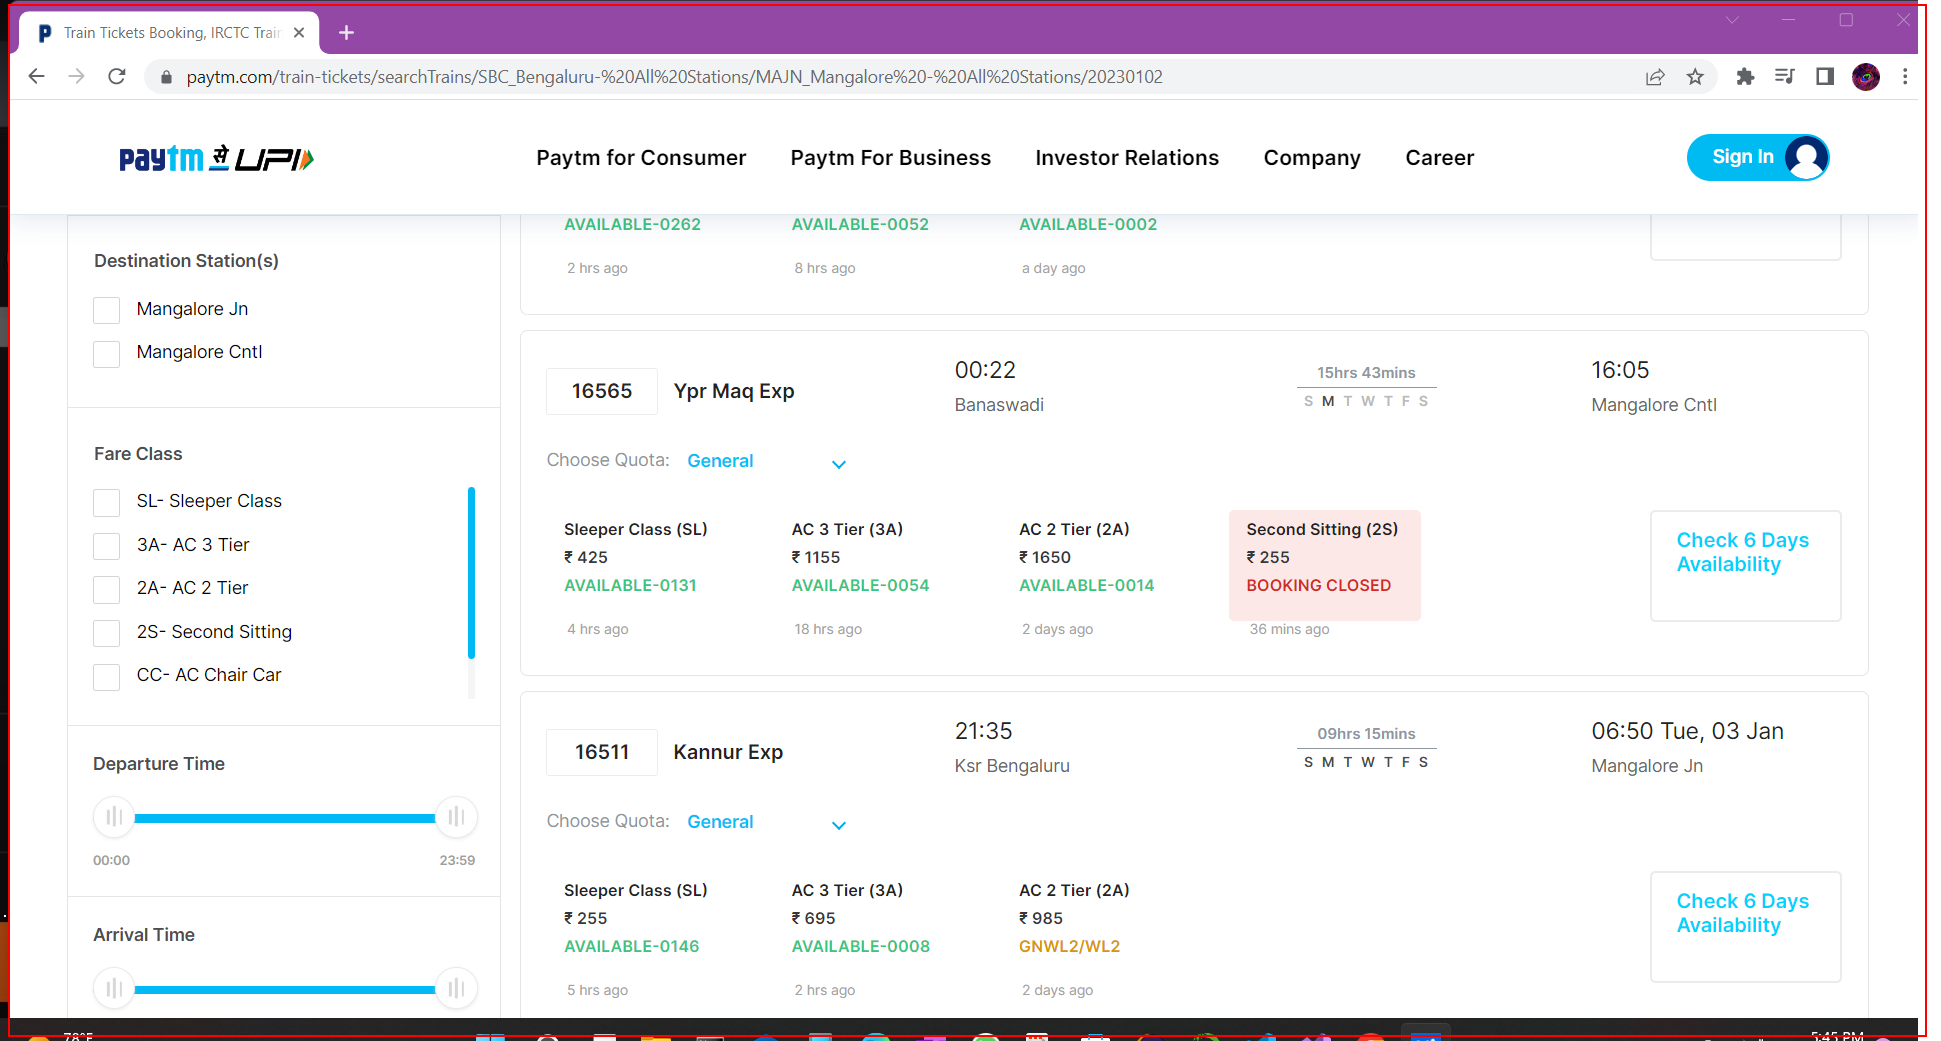 Train Tickets Booking, IRCTC Train
paytm.com/train-tickets/searchTrains/SBC_Bengaluru-%20All%20Stations/MAJN_Mangalore%20-%20All%20Stations/20230102
paytm से UPI
Paytm for Consumer
Paytm For Business
Investor Relations
Company
Career
Sign In
Destination Station(s)
Mangalore Jn
Mangalore Cntl
Fare Class
SL- Sleeper Class
3A- AC 3 Tier
2A- AC 2 Tier
2S- Second Sitting
CC- AC Chair Car
Departure Time
00:00 23:59
Arrival Time
AVAILABLE-0262 AVAILABLE-0052 AVAILABLE-0002
2 hrs ago 8 hrs ago a day ago
16565 Ypr Maq Exp
00:22
Banaswadi
15hrs 43mins
S M T W T F S
16:05
Mangalore Cntl
Choose Quota: General
Sleeper Class (SL) AC 3 Tier (3A) AC 2 Tier (2A) Second Sitting (2S)
₹ 425 ₹ 1155 ₹ 1650 ₹ 255
AVAILABLE-0131 AVAILABLE-0054 AVAILABLE-0014 BOOKING CLOSED
4 hrs ago 18 hrs ago 2 days ago 36 mins ago
Check 6 Days
Availability
16511 Kannur Exp
21:35
Ksr Bengaluru
09hrs 15mins
S M T W T F S
06:50 Tue, 03 Jan
Mangalore Jn
Choose Quota: General
Sleeper Class (SL) AC 3 Tier (3A) AC 2 Tier (2A)
₹ 255 ₹ 695 ₹ 985
AVAILABLE-0146 AVAILABLE-0008 GNWL2/WL2
5 hrs ago 2 hrs ago 2 days ago
Check 6 Days
Availability
78°F
5:45 PM